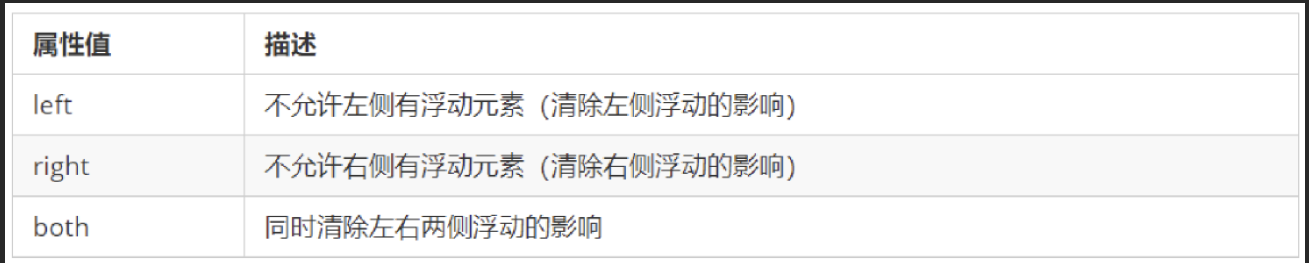 属性值 描述
left 不允许左侧有浮动元素（清除左侧浮动的影响）
right 不允许右侧有浮动元素（清除右侧浮动的影响）
both 同时清除左右两侧浮动的影响